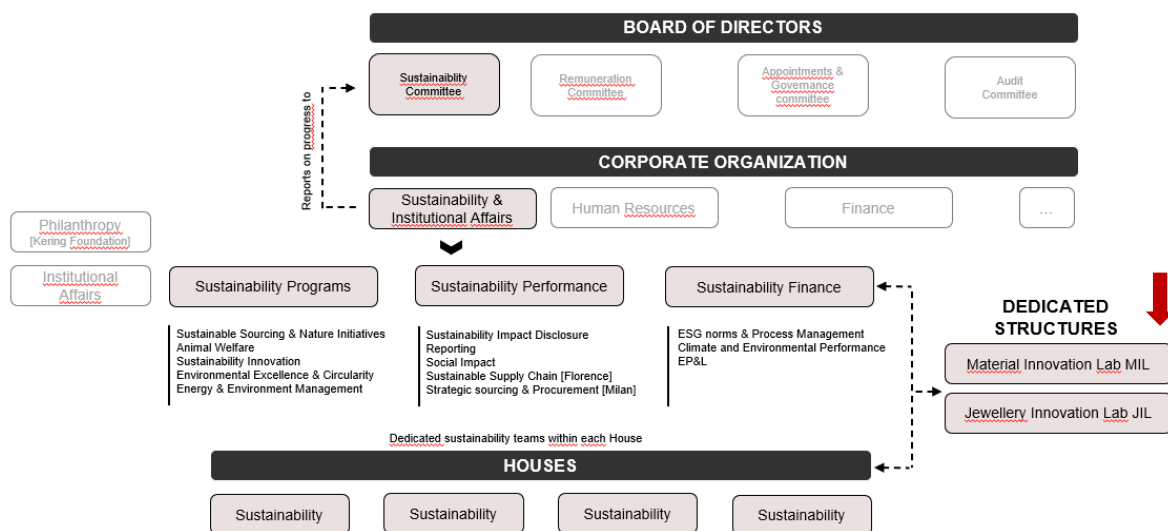 BOARD OF DIRECTORS
Sustainaiblity
Committee
Remuneration
Committee
Appointments &
Governance
committee
Audit
Committee
Reports on progress to
CORPORATE ORGANIZATION
Sustainability &
Institutional Affairs
Human Resources
Finance
...
Philanthropy
[Kering Foundation]
Institutional
Affairs
Sustainability Programs
Sustainability Performance
Sustainability Finance
Sustainable Sourcing & Nature Initiatives
Animal Welfare
Sustainability Innovation
Environmental Excellence & Circularity
Energy & Environment Management
Sustainability Impact Disclosure
Reporting
Social Impact
Sustainable Supply Chain [Florence]
Strategic sourcing & Procurement [Milan]
ESG norms & Process Management
Climate and Environmental Performance
EP&L
DEDICATED
STRUCTURES
Material Innovation Lab MIL
Jewellery Innovation Lab JIL
Dedicated sustainability teams within each House
HOUSES
Sustainability
Sustainability
Sustainability
Sustainability